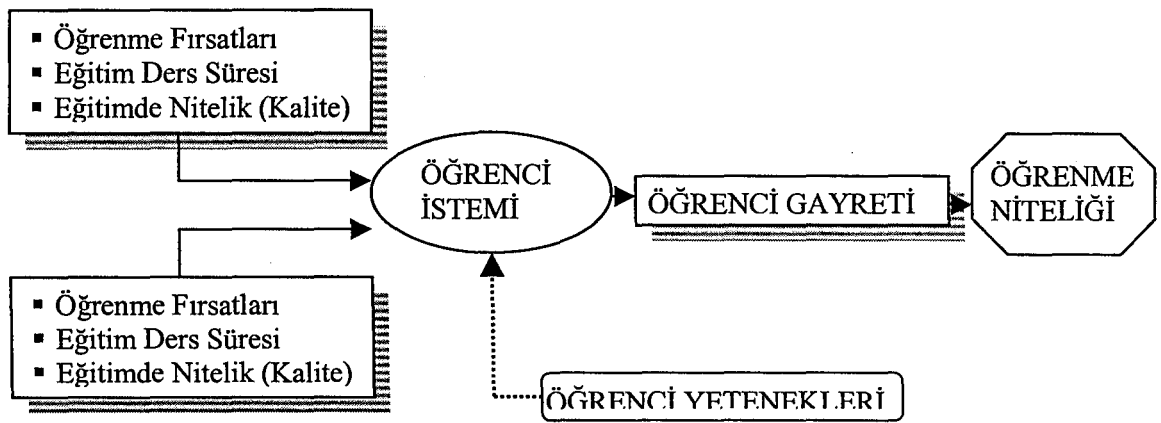 ▪ Öğrenme Fırsatları
▪ Eğitim Ders Süresi
▪ Eğitimde Nitelik (Kalite)
ÖĞRENCİ
İSTEMİ
ÖĞRENCİ GAYRETİ
ÖĞRENME
NİTELİĞİ
▪ Öğrenme Fırsatları
▪ Eğitim Ders Süresi
▪ Eğitimde Nitelik (Kalite)
ÖĞRENCİ YETENEKLERİ